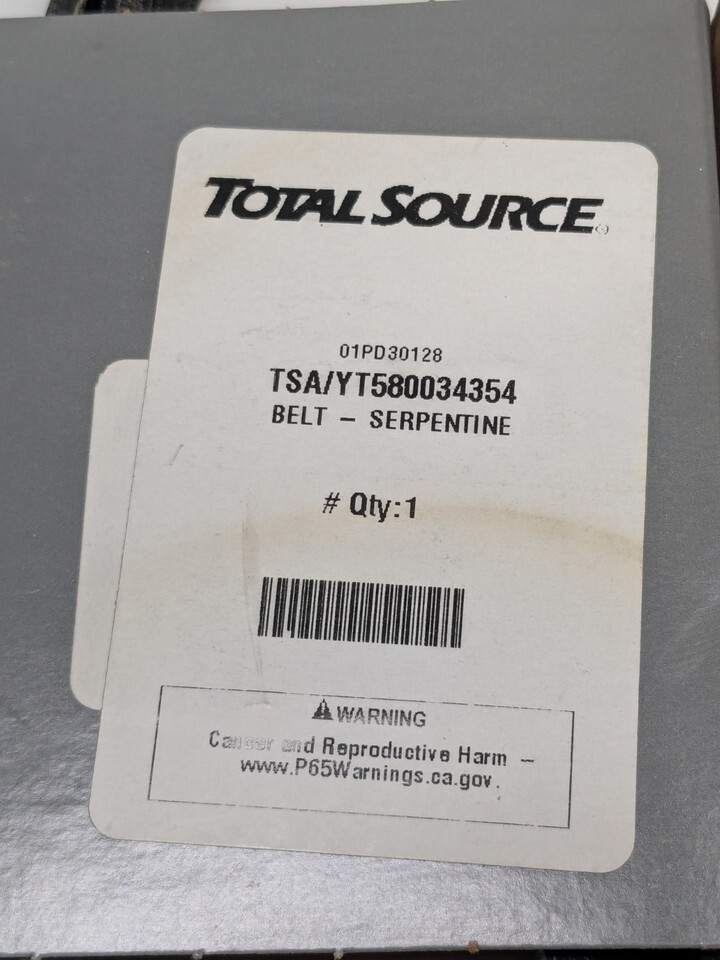 TOTAL SOURCE®
01PD30128
TSA/YT580034354
BELT – SERPENTINE
# Qty:1
WARNING
Cancer and Reproductive Harm –
www.P65Warnings.ca.gov.